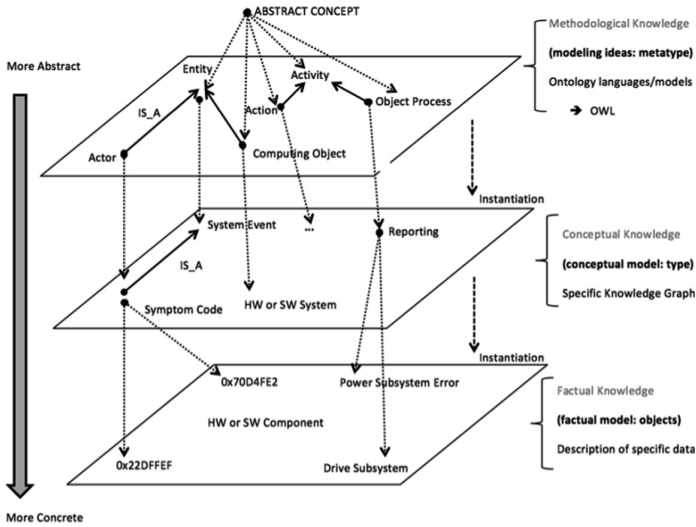 ABSTRACT CONCEPT
Methodological Knowledge
(modeling ideas: metatype)
Ontology languages/models
➔ OWL
More Abstract
Entity
Activity
IS_A
Action
Object Process
Actor
Computing Object
Instantiation
System Event
...
Reporting
Conceptual Knowledge
(conceptual model: type)
Specific Knowledge Graph
IS_A
Symptom Code
HW or SW System
Instantiation
0x70D4FE2
Power Subsystem Error
Factual Knowledge
(factual model: objects)
Description of specific data
HW or SW Component
0x22DFFEF
Drive Subsystem
More Concrete